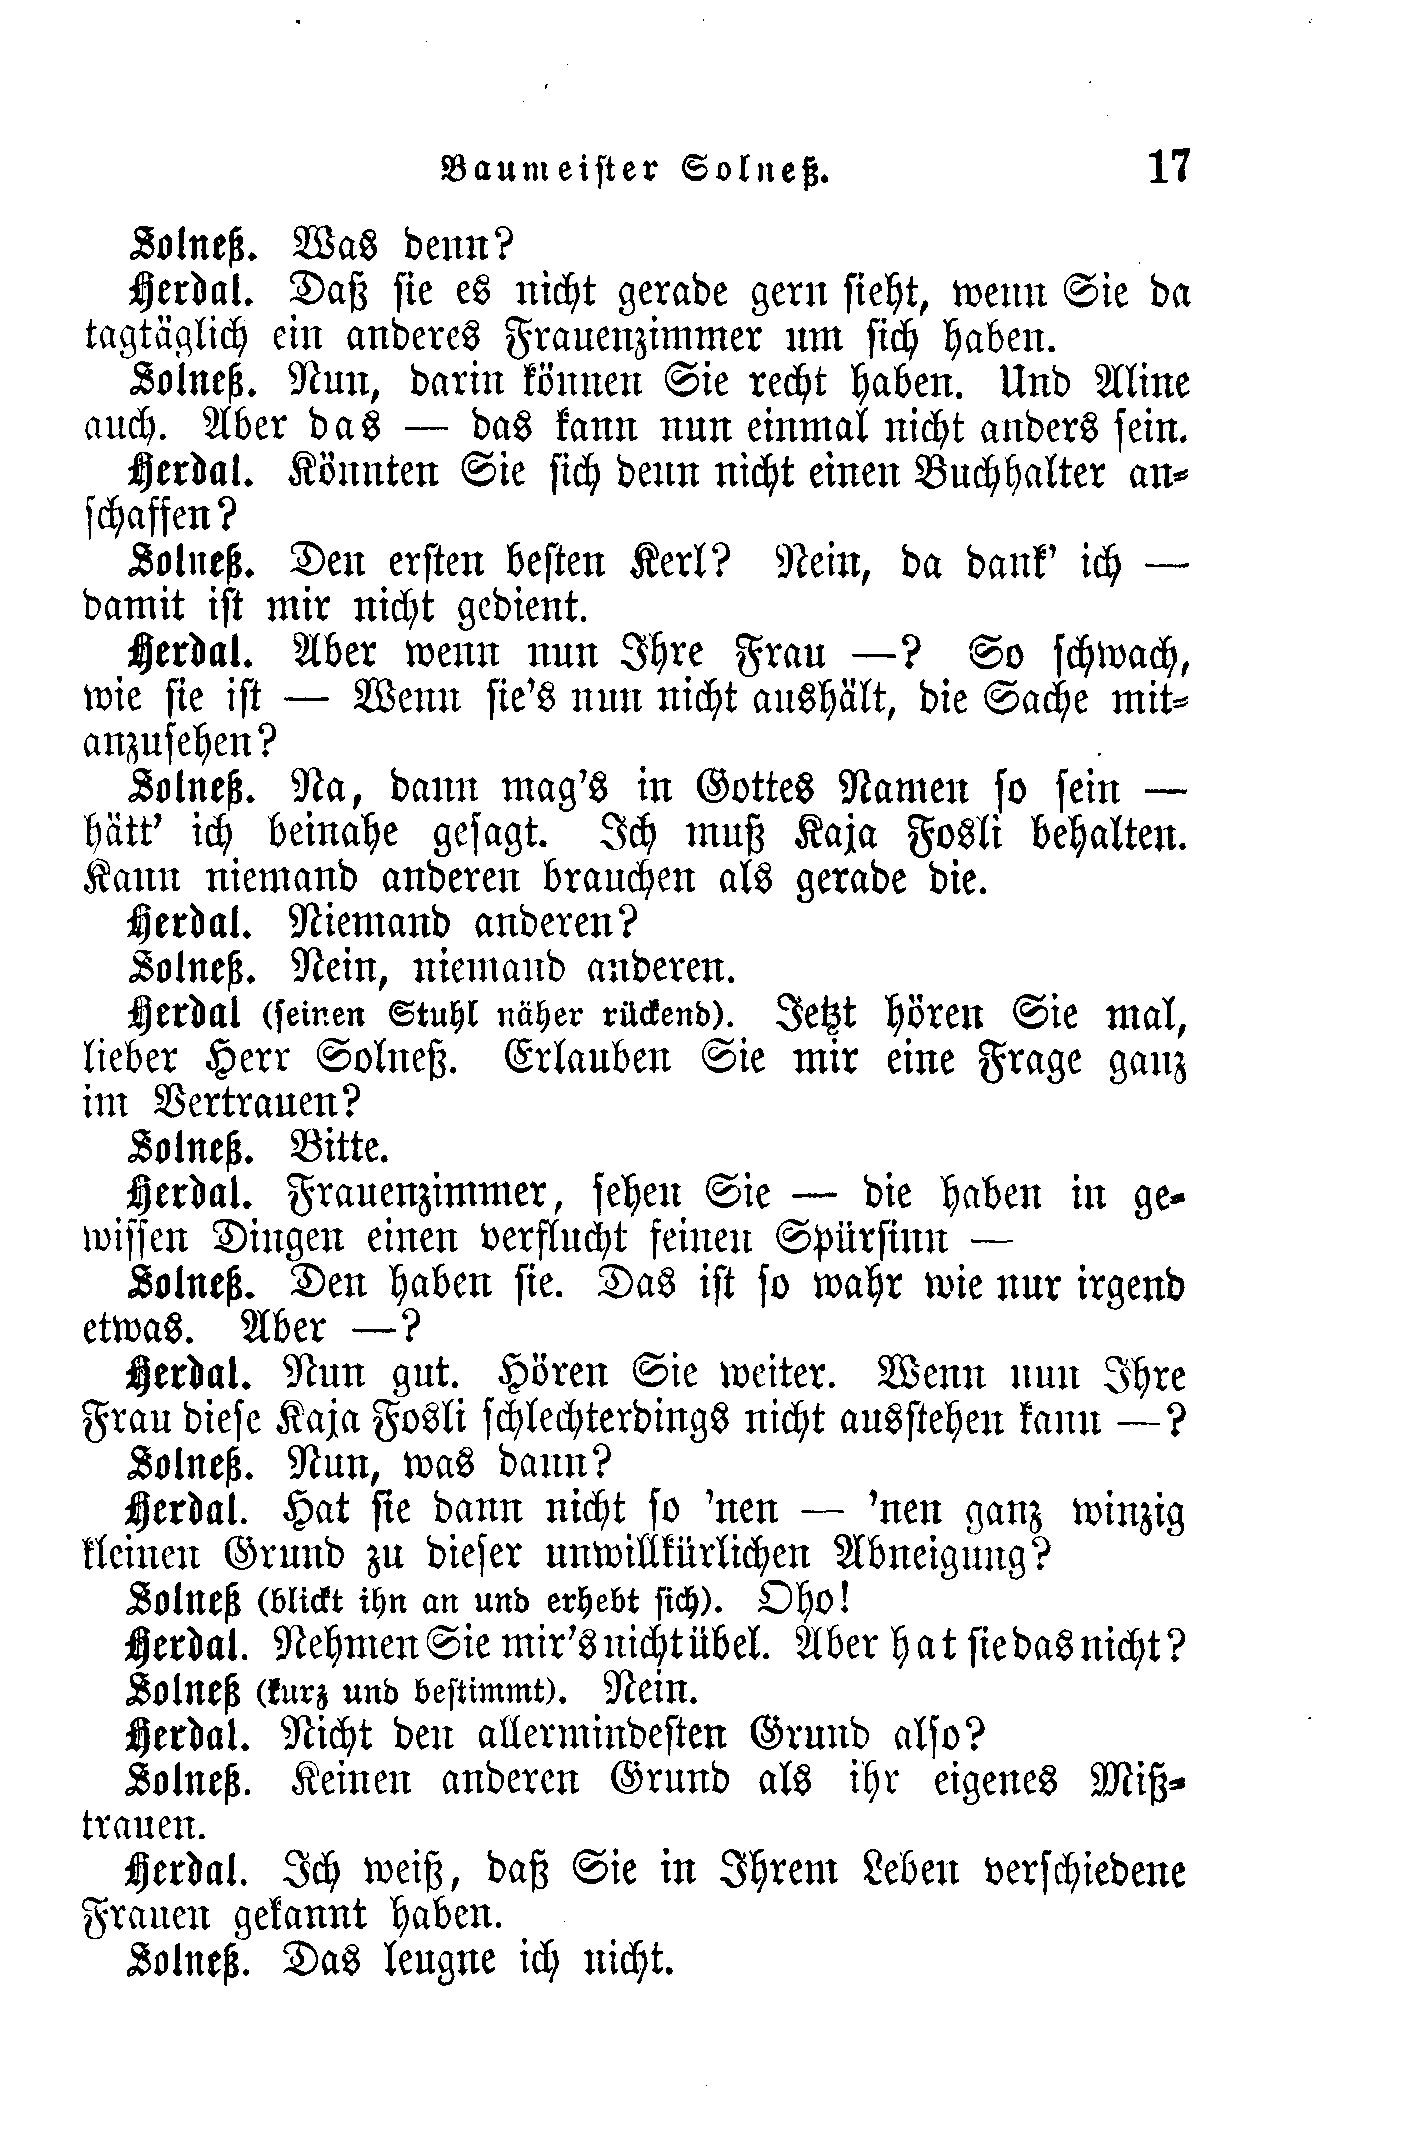 Baumeister Solneß. 17
Solneß. Was denn?
Herdal. Daß sie es nicht gerade gern sieht, wenn Sie da
tagtäglich ein anderes Frauenzimmer um sich haben.
Solneß. Nun, darin können Sie recht haben. Und Aline
auch. Aber das — das kann nun einmal nicht anders sein.
Herdal. Könnten Sie sich denn nicht einen Buchhalter an-
schaffen?
Solneß. Den ersten besten Kerl? Nein, da dank' ich —
damit ist mir nicht gedient.
Herdal. Aber wenn nun Ihre Frau —? So schwach,
wie sie ist — Wenn sie's nun nicht aushält, die Sache mit-
anzusehen?
Solneß. Na, dann mag's in Gottes Namen so sein —
hätt' ich beinahe gesagt. Ich muß Kaja Fosli behalten.
Kann niemand anderen brauchen als gerade die.
Herdal. Niemand anderen?
Solneß. Nein, niemand anderen.
Herdal (seinen Stuhl näher rückend). Jetzt hören Sie mal,
lieber Herr Solneß. Erlauben Sie mir eine Frage ganz
im Vertrauen?
Solneß. Bitte.
Herdal. Frauenzimmer, sehen Sie — die haben in ge-
wissen Dingen einen verflucht feinen Spürsinn —
Solneß. Den haben sie. Das ist so wahr wie nur irgend
etwas. Aber —?
Herdal. Nun gut. Hören Sie weiter. Wenn nun Ihre
Frau diese Kaja Fosli schlechterdings nicht ausstehen kann —?
Solneß. Nun, was dann?
Herdal. Hat sie dann nicht so 'nen — 'nen ganz winzig
kleinen Grund zu dieser unwillkürlichen Abneigung?
Solneß (blickt ihn an und erhebt sich). Oho!
Herdal. Nehmen Sie mir's nicht übel. Aber hat sie das nicht?
Solneß (kurz und bestimmt). Nein.
Herdal. Nicht den allermindesten Grund also?
Solneß. Keinen anderen Grund als ihr eigenes Miß-
trauen.
Herdal. Ich weiß, daß Sie in Ihrem Leben verschiedene
Frauen gekannt haben.
Solneß. Das leugne ich nicht.